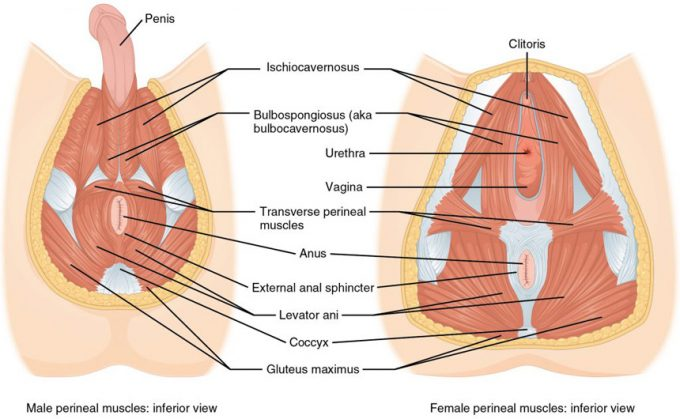 Penis
Clitoris
Ischiocavernosus
Bulbospongiosus (aka
bulbocavernosus)
Urethra
Vagina
Transverse perineal
muscles
Anus
External anal sphincter
Levator ani
Coccyx
Gluteus maximus
Male perineal muscles: inferior view
Female perineal muscles: inferior view